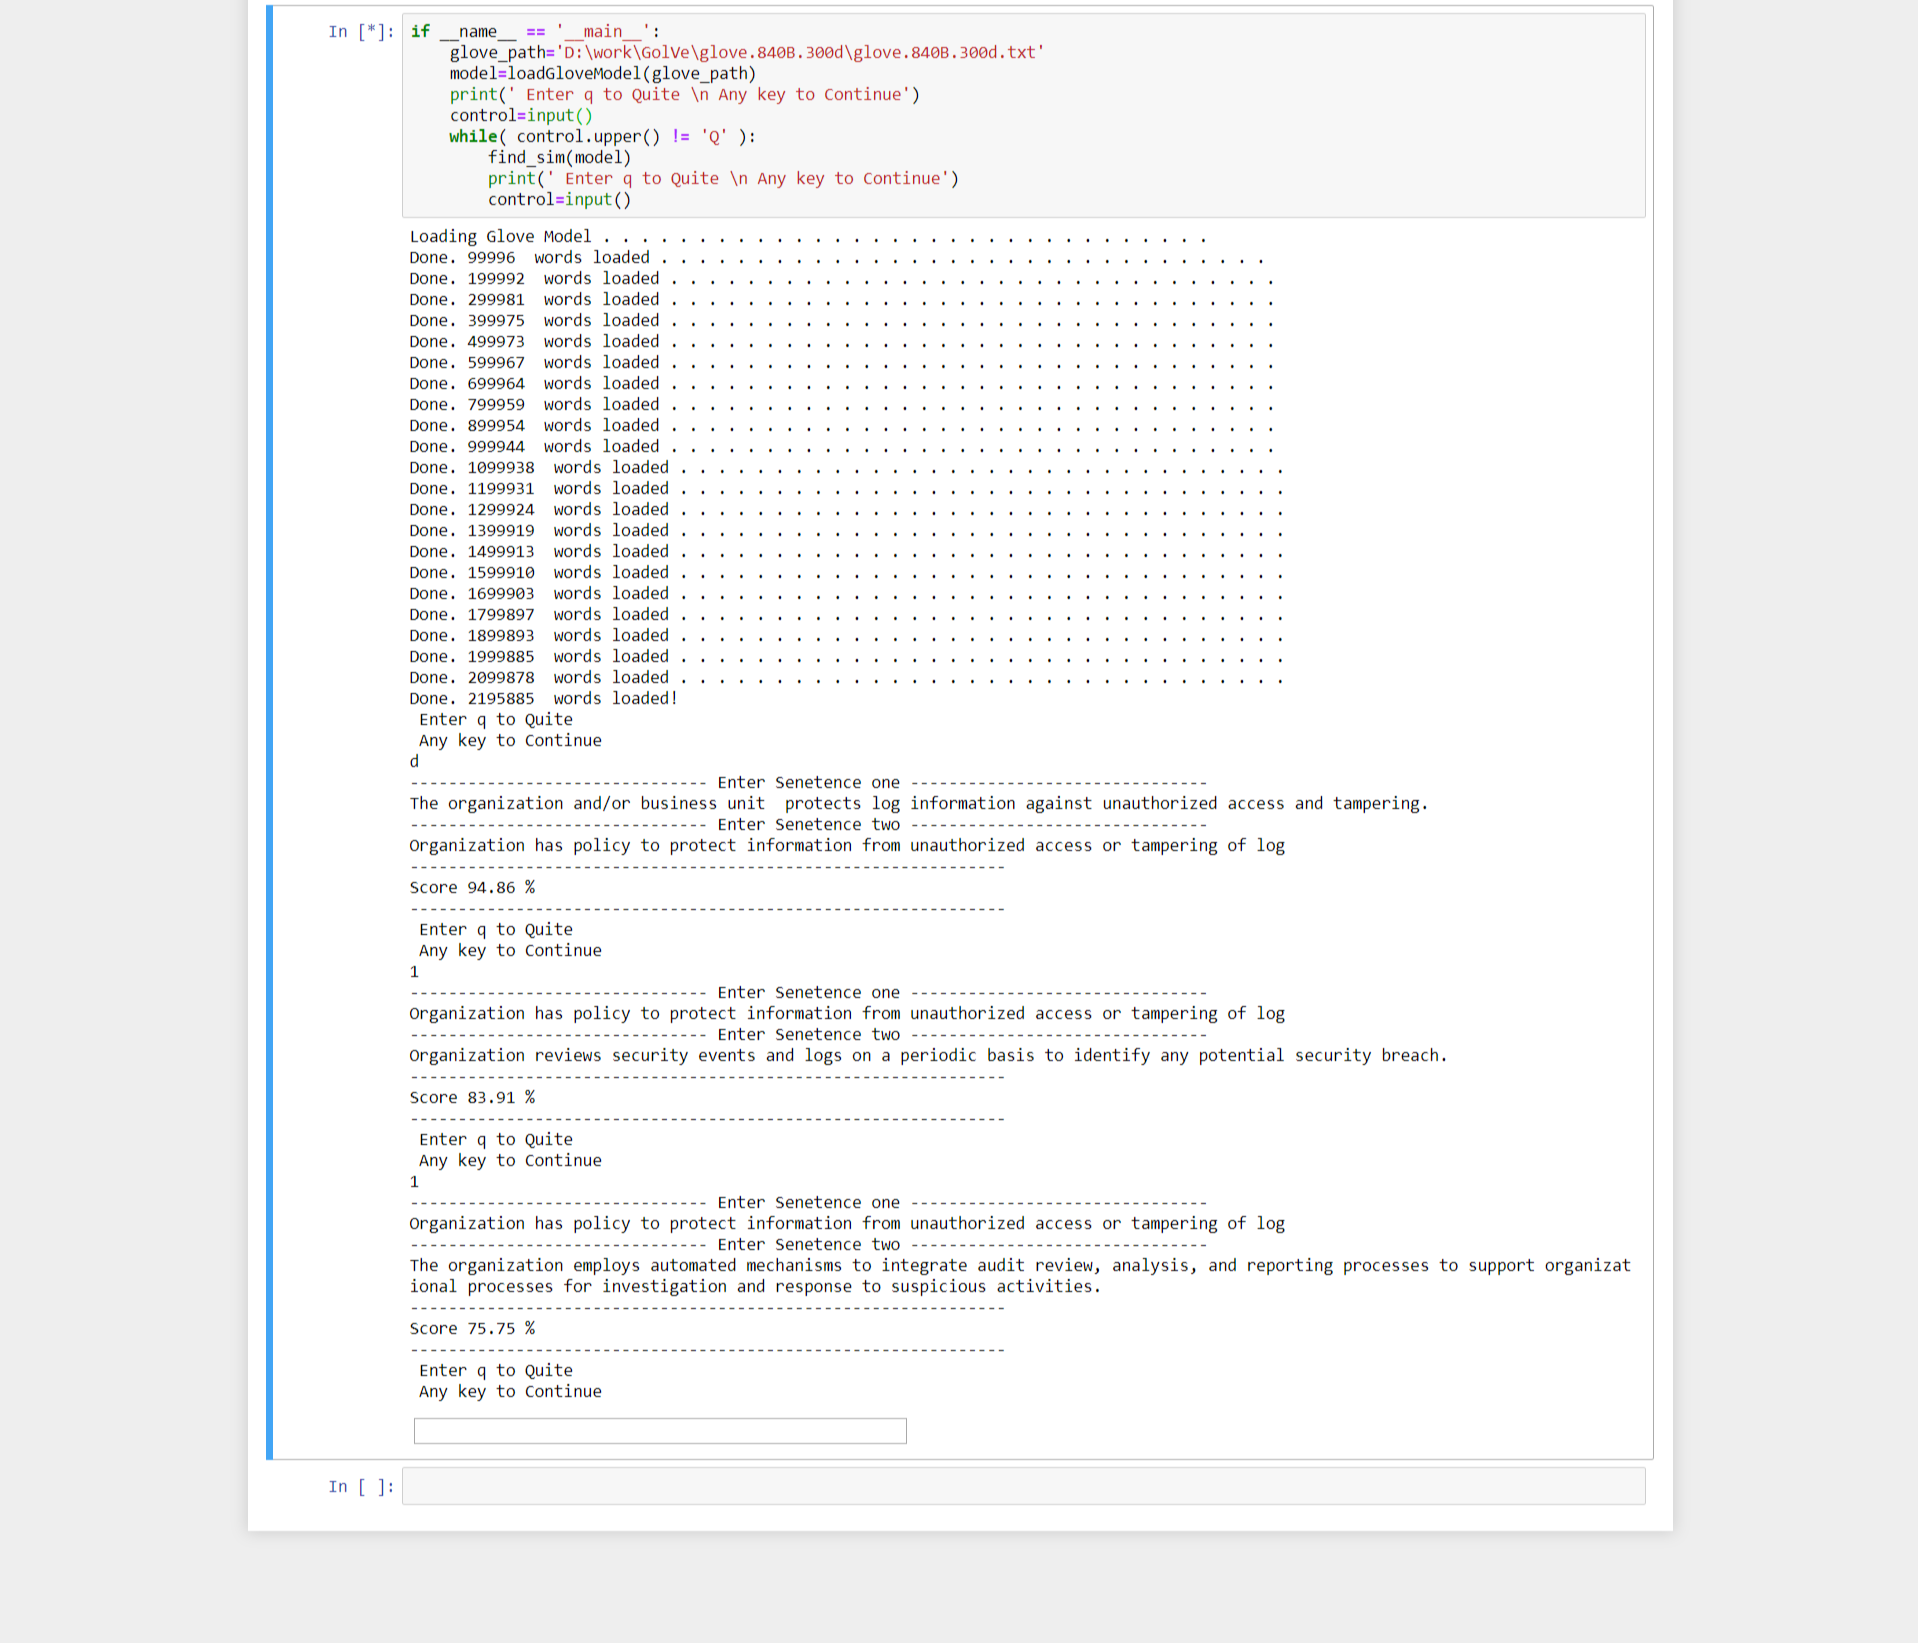 In [*]: if __name__ == '__main__':
glove_path='D:\work\GolVe\glove.840B.300d\glove.840B.300d.txt'
model=loadGloveModel(glove_path)
print(' Enter q to Quite \n Any key to Continue')
control=input()
while( control.upper() != 'Q' ):
find_sim(model)
print(' Enter q to Quite \n Any key to Continue')
control=input()
Loading Glove Model . . . . . . . . . . . . . . . . . . . . . . . . . . . . . . . .
Done. 99996  words loaded . . . . . . . . . . . . . . . . . . . . . . . . . . . . . . . .
Done. 199992  words loaded . . . . . . . . . . . . . . . . . . . . . . . . . . . . . . . .
Done. 299981  words loaded . . . . . . . . . . . . . . . . . . . . . . . . . . . . . . . .
Done. 399975  words loaded . . . . . . . . . . . . . . . . . . . . . . . . . . . . . . . .
Done. 499973  words loaded . . . . . . . . . . . . . . . . . . . . . . . . . . . . . . . .
Done. 599967  words loaded . . . . . . . . . . . . . . . . . . . . . . . . . . . . . . . .
Done. 699964  words loaded . . . . . . . . . . . . . . . . . . . . . . . . . . . . . . . .
Done. 799959  words loaded . . . . . . . . . . . . . . . . . . . . . . . . . . . . . . . .
Done. 899954  words loaded . . . . . . . . . . . . . . . . . . . . . . . . . . . . . . . .
Done. 999944  words loaded . . . . . . . . . . . . . . . . . . . . . . . . . . . . . . . .
Done. 1099938  words loaded . . . . . . . . . . . . . . . . . . . . . . . . . . . . . . . .
Done. 1199931  words loaded . . . . . . . . . . . . . . . . . . . . . . . . . . . . . . . .
Done. 1299924  words loaded . . . . . . . . . . . . . . . . . . . . . . . . . . . . . . . .
Done. 1399919  words loaded . . . . . . . . . . . . . . . . . . . . . . . . . . . . . . . .
Done. 1499913  words loaded . . . . . . . . . . . . . . . . . . . . . . . . . . . . . . . .
Done. 1599910  words loaded . . . . . . . . . . . . . . . . . . . . . . . . . . . . . . . .
Done. 1699903  words loaded . . . . . . . . . . . . . . . . . . . . . . . . . . . . . . . .
Done. 1799897  words loaded . . . . . . . . . . . . . . . . . . . . . . . . . . . . . . . .
Done. 1899893  words loaded . . . . . . . . . . . . . . . . . . . . . . . . . . . . . . . .
Done. 1999885  words loaded . . . . . . . . . . . . . . . . . . . . . . . . . . . . . . . .
Done. 2099878  words loaded . . . . . . . . . . . . . . . . . . . . . . . . . . . . . . . .
Done. 2195885  words loaded!
Enter q to Quite
Any key to Continue
d
------------------------------- Enter Senetence one -------------------------------
The organization and/or business unit  protects log information against unauthorized access and tampering.
------------------------------- Enter Senetence two -------------------------------
Organization has policy to protect information from unauthorized access or tampering of log
--------------------------------------------------------------
Score 94.86 %
--------------------------------------------------------------
Enter q to Quite
Any key to Continue
1
------------------------------- Enter Senetence one -------------------------------
Organization has policy to protect information from unauthorized access or tampering of log
------------------------------- Enter Senetence two -------------------------------
Organization reviews security events and logs on a periodic basis to identify any potential security breach.
--------------------------------------------------------------
Score 83.91 %
--------------------------------------------------------------
Enter q to Quite
Any key to Continue
1
------------------------------- Enter Senetence one -------------------------------
Organization has policy to protect information from unauthorized access or tampering of log
------------------------------- Enter Senetence two -------------------------------
The organization employs automated mechanisms to integrate audit review, analysis, and reporting processes to support organizat
ional processes for investigation and response to suspicious activities.
--------------------------------------------------------------
Score 75.75 %
--------------------------------------------------------------
Enter q to Quite
Any key to Continue
In [ ]: